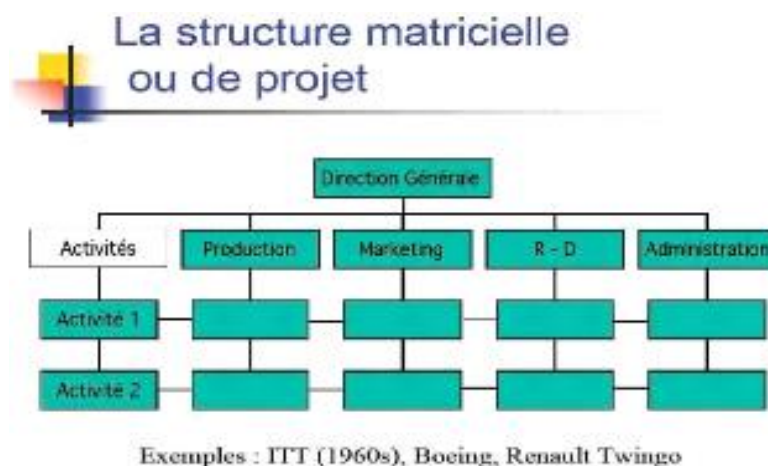 La structure matricielle
ou de projet
Direction Générale
Activités Production Marketing R - D Administration
Activité 1
Activité 2
Exemples : ITT (1960s), Boeing, Renault Twingo